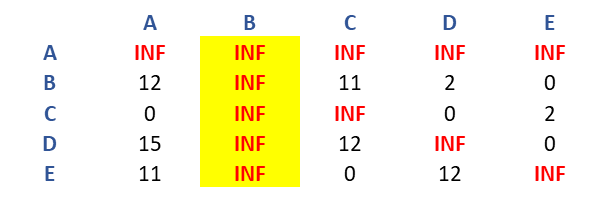 A B C D E
A INF INF INF INF INF
B 12 INF 11 2 0
C 0 INF INF 0 2
D 15 INF 12 INF 0
E 11 INF 0 12 INF